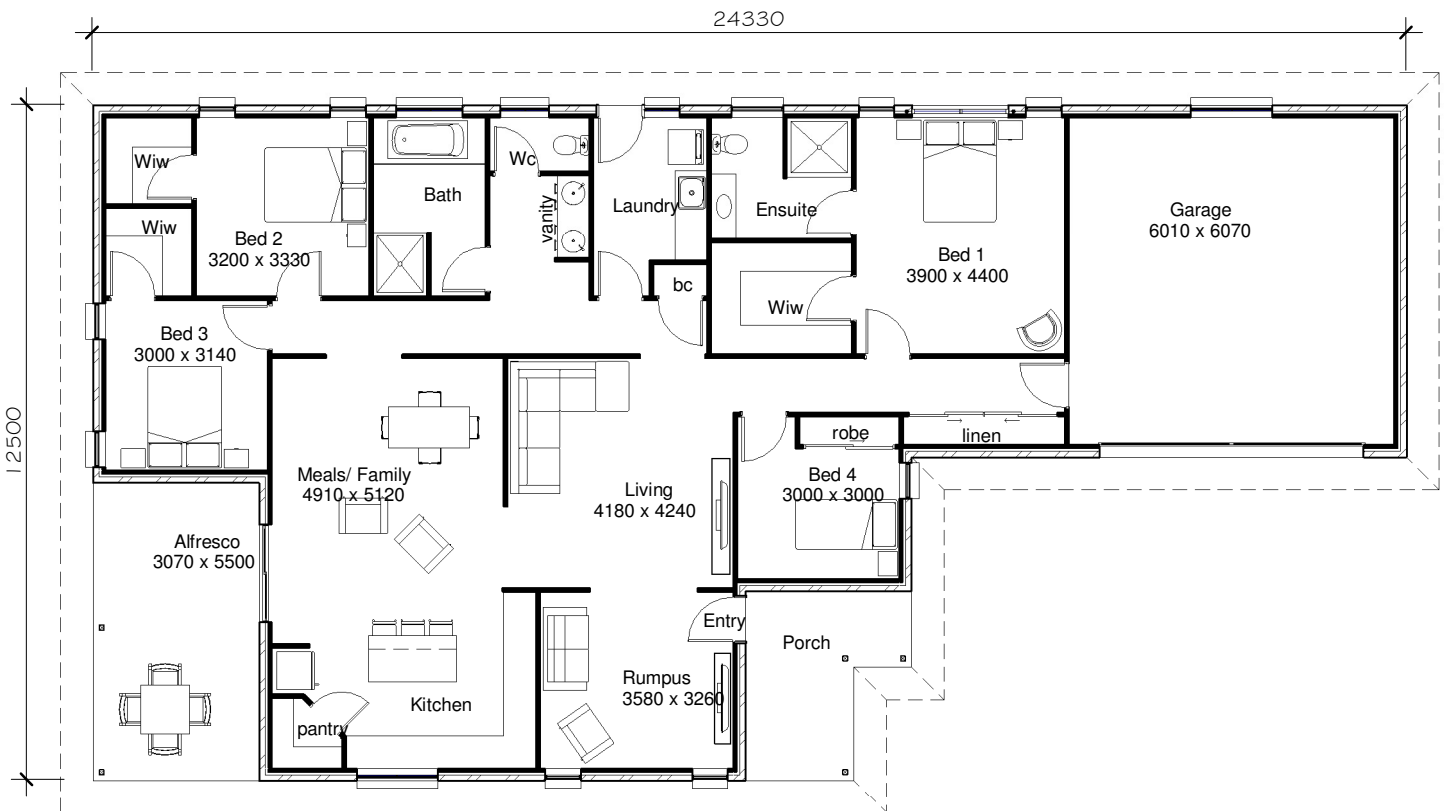 24330
12500
Wiw
Wiw
Bed 2
3200 x 3330
Bath
Wc
vanity
Laundry
bc
Ensuite
Wiw
Bed 1
3900 x 4400
Garage
6010 x 6070
Bed 3
3000 x 3140
Meals/ Family
4910 x 5120
Living
4180 x 4240
robe
linen
Bed 4
3000 x 3000
Alfresco
3070 x 5500
Entry
Porch
Rumpus
3580 x 3260
Kitchen
pantry